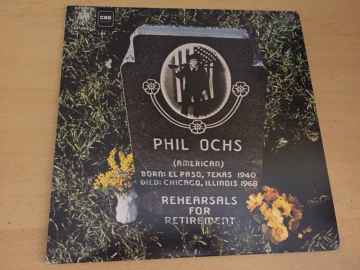 CBS
PHIL OCHS
(AMERICAN)
BORN: EL PASO, TEXAS 1940
DIED: CHICAGO, ILLINOIS 1968
REHEARSALS
FOR
RETIREMENT